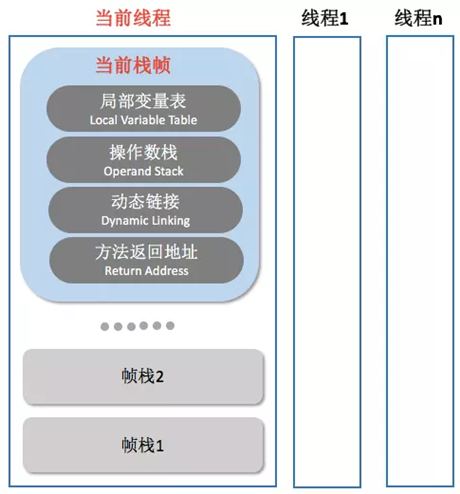 当前线程
线程1
线程n
当前栈帧
局部变量表
Local Variable Table
操作数栈
Operand Stack
动态链接
Dynamic Linking
方法返回地址
Return Address
帧栈2
帧栈1